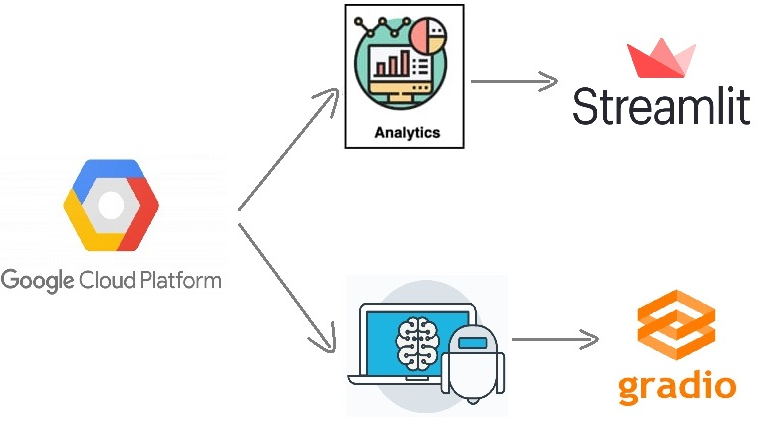 Analytics
Streamlit
Google Cloud Platform
gradio